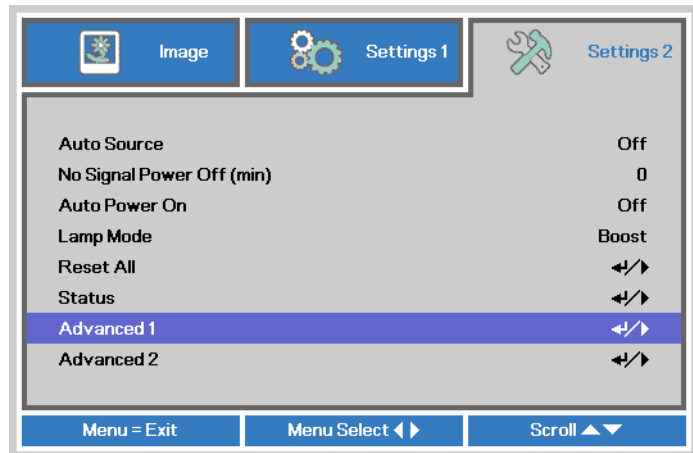 Image Settings 1 Settings 2
Auto Source Off
No Signal Power Off (min) 0
Auto Power On Off
Lamp Mode Boost
Reset All ↵/▶
Status ↵/▶
Advanced 1 ↵/▶
Advanced 2 ↵/▶
Menu = Exit Menu Select ◀▶ Scroll ▲▼